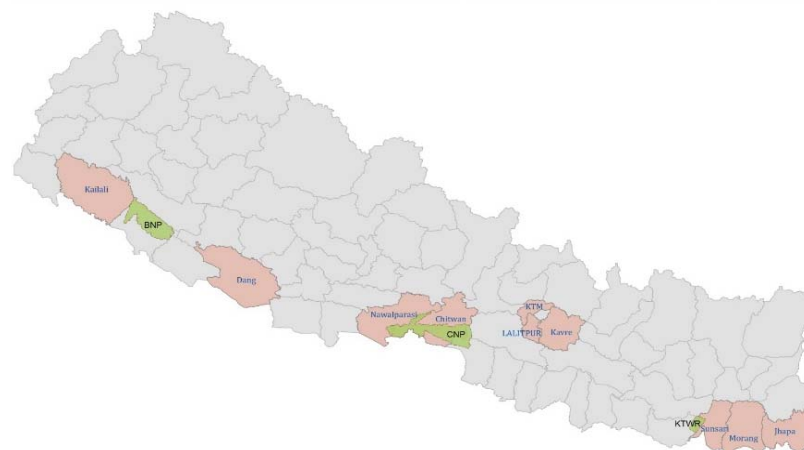 Kailali
BNP
Dang
Nawalparasi
Chitwan
CNP
KTM
LALITPUR
Kavre
KTWR
Sunsari
Morang
Jhapa